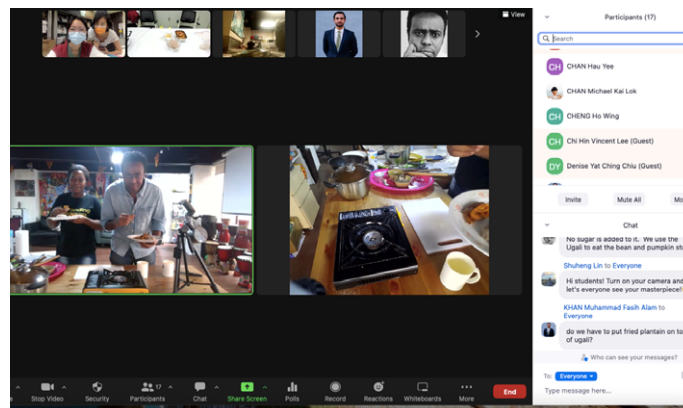 View
Participants (17)
Search
CH CHAN Hau Yee
CHAN Michael Kai Lok
CH CHENG Ho Wing
CH Chi Hin Vincent Lee (Guest)
DY Denise Yat Ching Chiu (Guest)
Invite Mute All Mo
Chat
No sugar is added to it. We use the
Ugali to eat the bean and pumpkin st
Shuheng Lin to Everyone
Hi students! Turn on your camera and
let's everyone see your masterpiece!
KHAN Muhammad Fasih Alam to
Everyone
do we have to put fried plantain on to
of ugali?
Who can see your messages?
To: Everyone
Type message here...
e Stop Video Security Participants 17 Chat Share Screen Polls Record Reactions Whiteboards More End